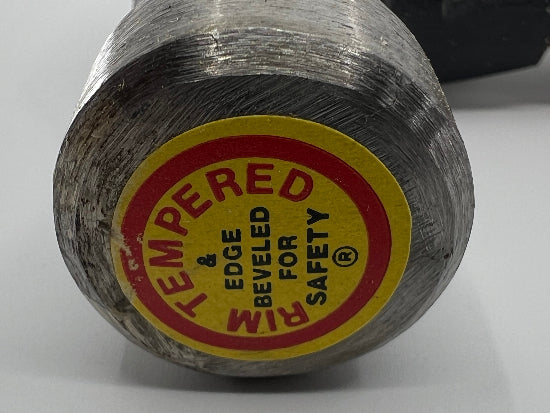 RIM TEMPERED
&
EDGE
BEVELED
FOR
SAFETY
®